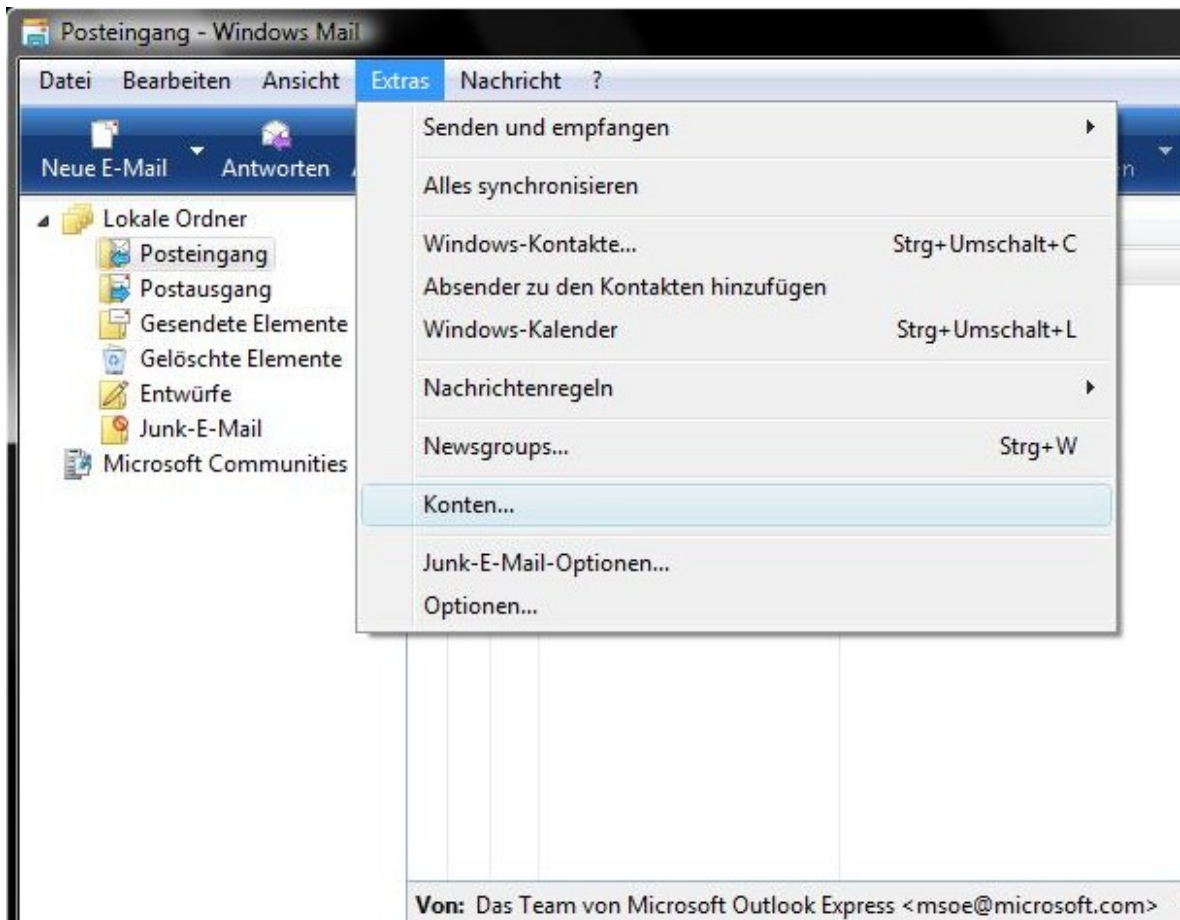 Posteingang - Windows Mail
Datei Bearbeiten Ansicht Extras Nachricht ?
Neue E-Mail Antworten
Senden und empfangen
Alles synchronisieren
Windows-Kontakte... Strg+Umschalt+C
Absender zu den Kontakten hinzufügen
Windows-Kalender Strg+Umschalt+L
Nachrichtenregeln
Newsgroups... Strg+W
Konten...
Junk-E-Mail-Optionen...
Optionen...
Lokale Ordner
Posteingang
Postausgang
Gesendete Elemente
Gelöschte Elemente
Entwürfe
Junk-E-Mail
Microsoft Communities
Von: Das Team von Microsoft Outlook Express <msoe@microsoft.com>